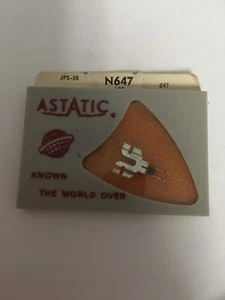 JPS-38 N647 647
ASTATIC.
KNOWN
THE WORLD OVER